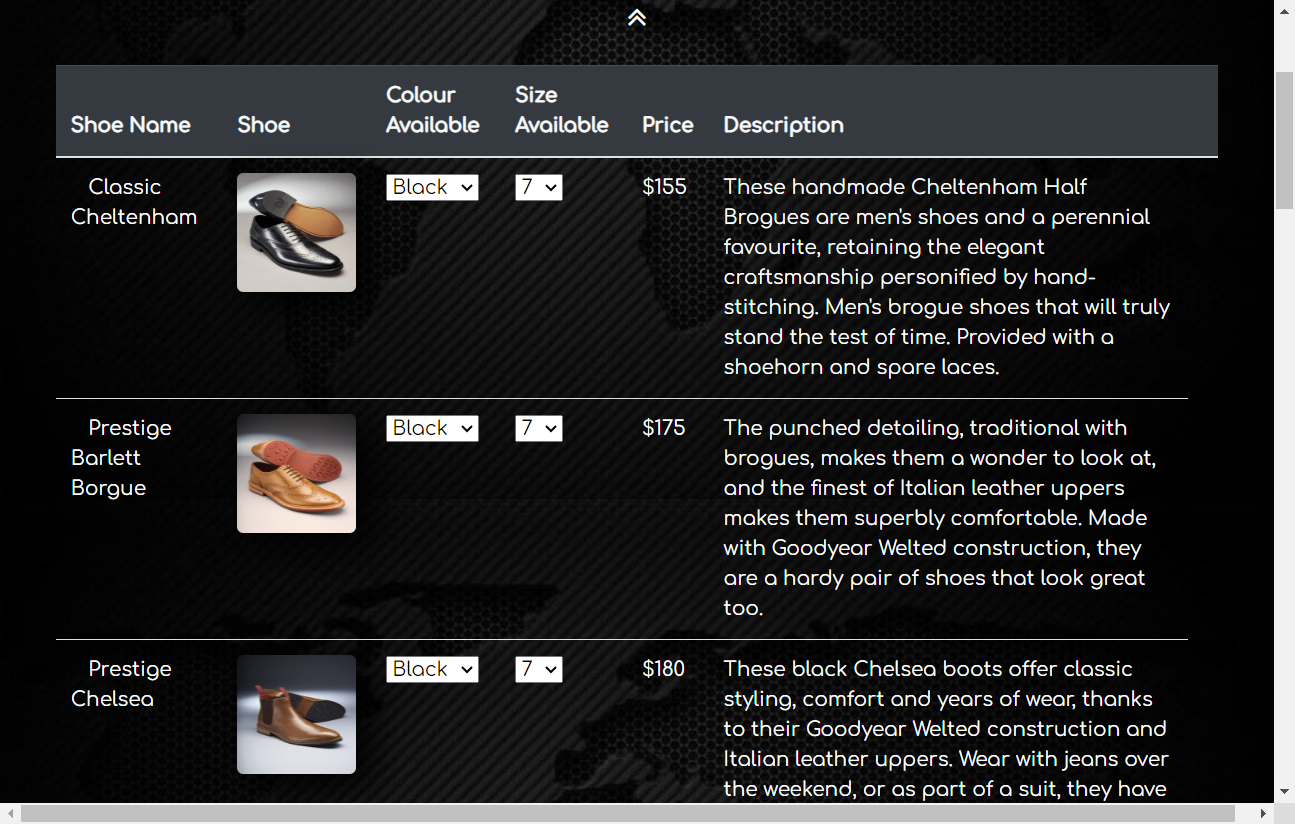 Shoe Name Shoe Colour Available Size Available Price Description
Classic Cheltenham
Black
7
$155
These handmade Cheltenham Half
Brogues are men's shoes and a perennial
favourite, retaining the elegant
craftsmanship personified by hand-
stitching. Men's brogue shoes that will truly
stand the test of time. Provided with a
shoehorn and spare laces.
Prestige
Barlett
Borgue
Black
7
$175
The punched detailing, traditional with
brogues, makes them a wonder to look at,
and the finest of Italian leather uppers
makes them superbly comfortable. Made
with Goodyear Welted construction, they
are a hardy pair of shoes that look great
too.
Prestige
Chelsea
Black
7
$180
These black Chelsea boots offer classic
styling, comfort and years of wear, thanks
to their Goodyear Welted construction and
Italian leather uppers. Wear with jeans over
the weekend, or as part of a suit, they have